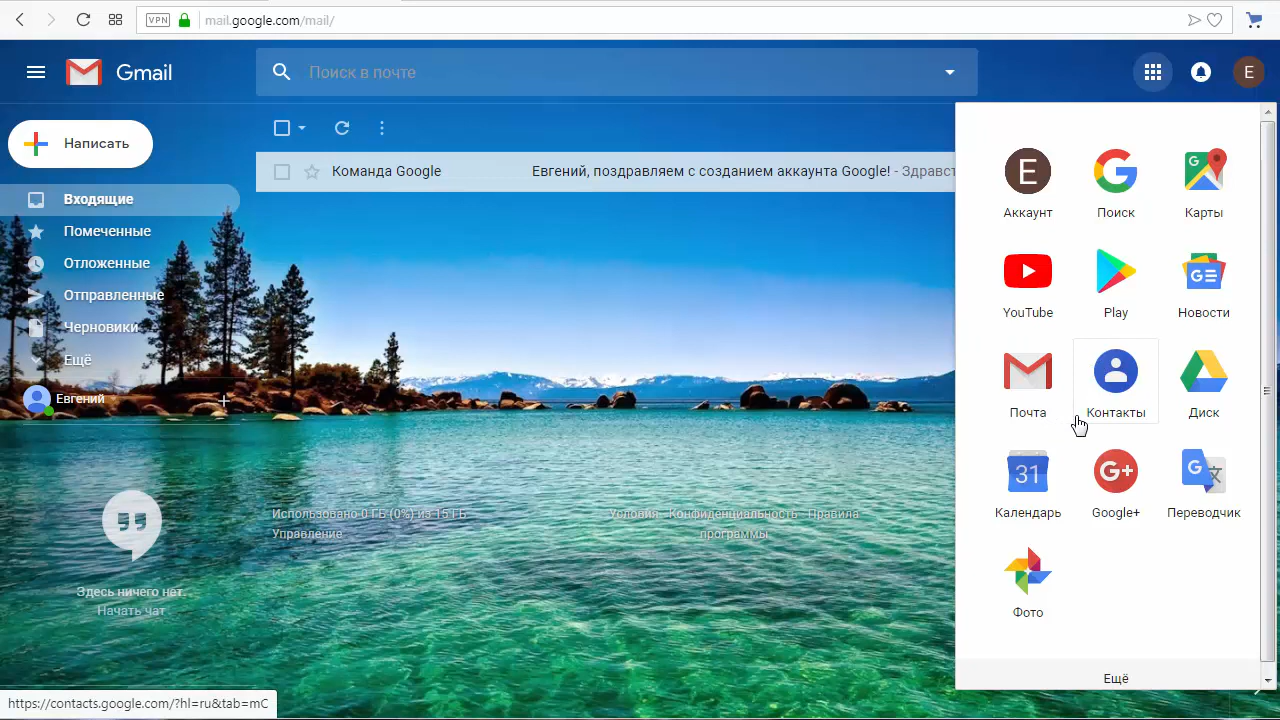 VPN
mail.google.com/mail/
Gmail
Поиск в почте
E
Написать
Команда Google Евгений, поздравляем с созданием аккаунта Google! - Здравст
Входящие
Помеченные
Отложенные
Отправленные
Черновики
Ещё
Евгений
E
Аккаунт
G
Поиск
G
Карты
YouTube
Play
Новости
Почта
Контакты
Диск
31
Календарь
G+
Google+
G
Переводчик
Фото
Ещё
Использовано 0 ГБ (0%) из 15 ГБ
Управление
Условия · Конфиденциальность · Правила
программы
Здесь ничего нет.
Начать чат
https://contacts.google.com/?hl=ru&tab=mC